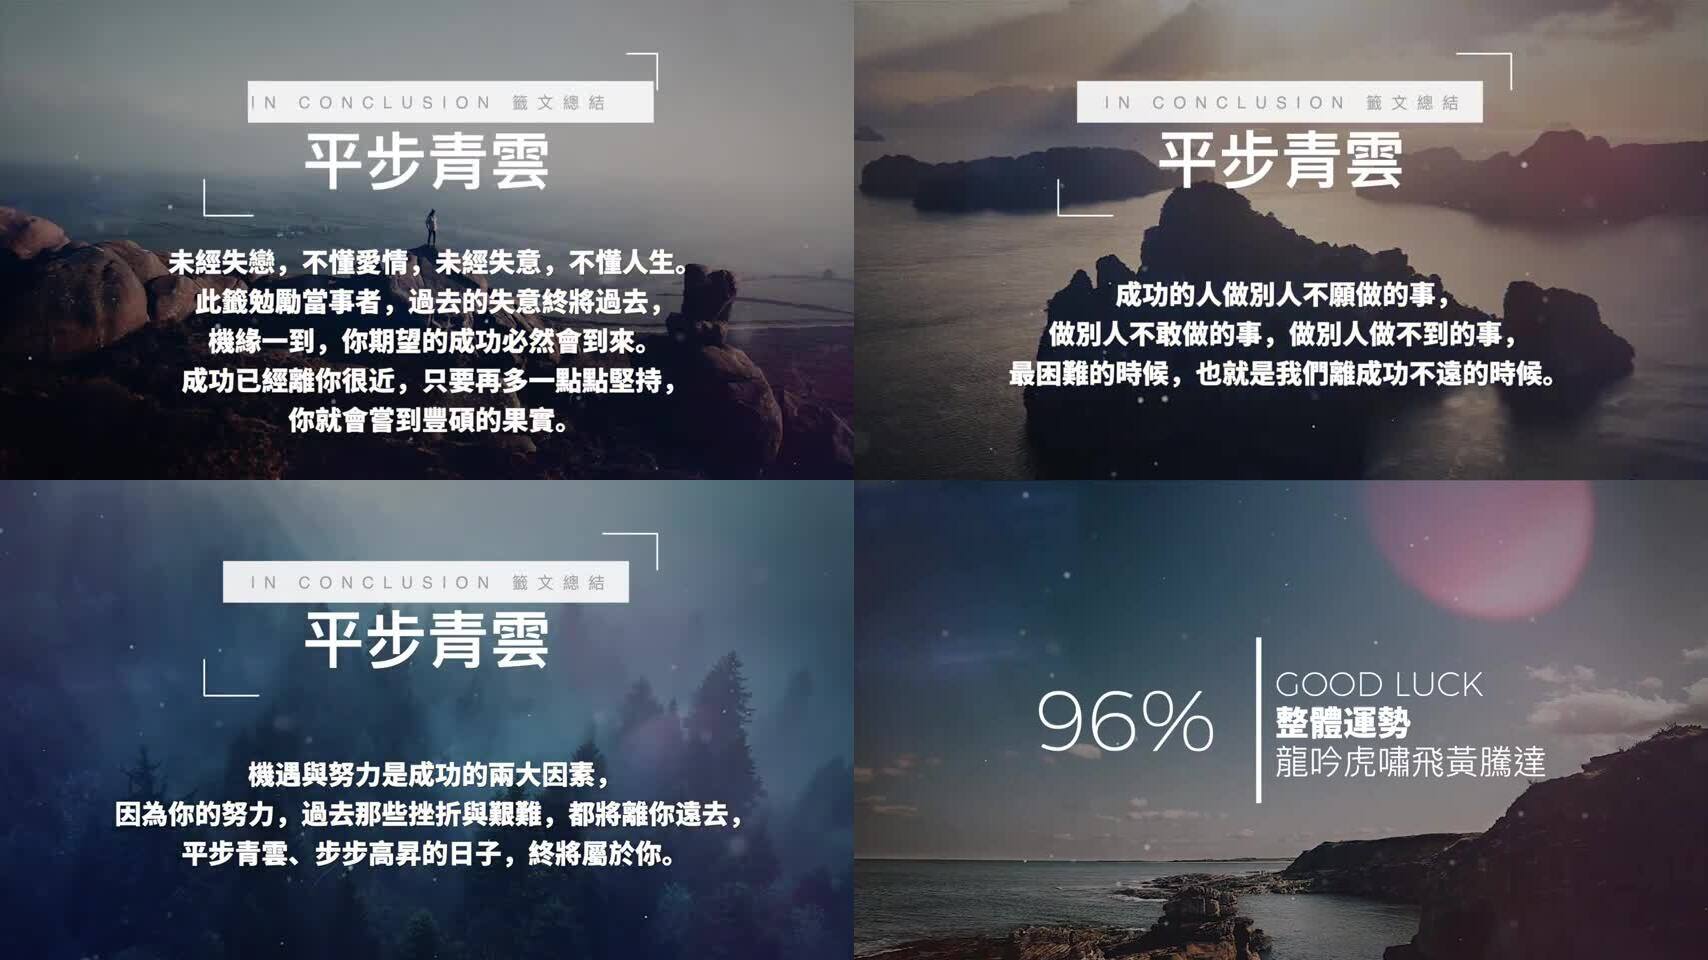 IN CONCLUSION 籤文總結
平步青雲
未經失戀，不懂愛情，未經失意，不懂人生。
此籤勉勵當事者，過去的失意終將過去，
機緣一到，你期望的成功必然會到來。
成功已經離你很近，只要再多一點點堅持，
你就會嘗到豐碩的果實。
IN CONCLUSION 籤文總結
平步青雲
成功的人做別人不願做的事，
做別人不敢做的事，做別人做不到的事，
最困難的時候，也就是我們離成功不遠的時候。
IN CONCLUSION 籤文總結
平步青雲
機遇與努力是成功的兩大因素，
因為你的努力，過去那些挫折與艱難，都將離你遠去，
平步青雲、步步高昇的日子，終將屬於你。
96%
GOOD LUCK
整體運勢
龍吟虎嘯飛黃騰達